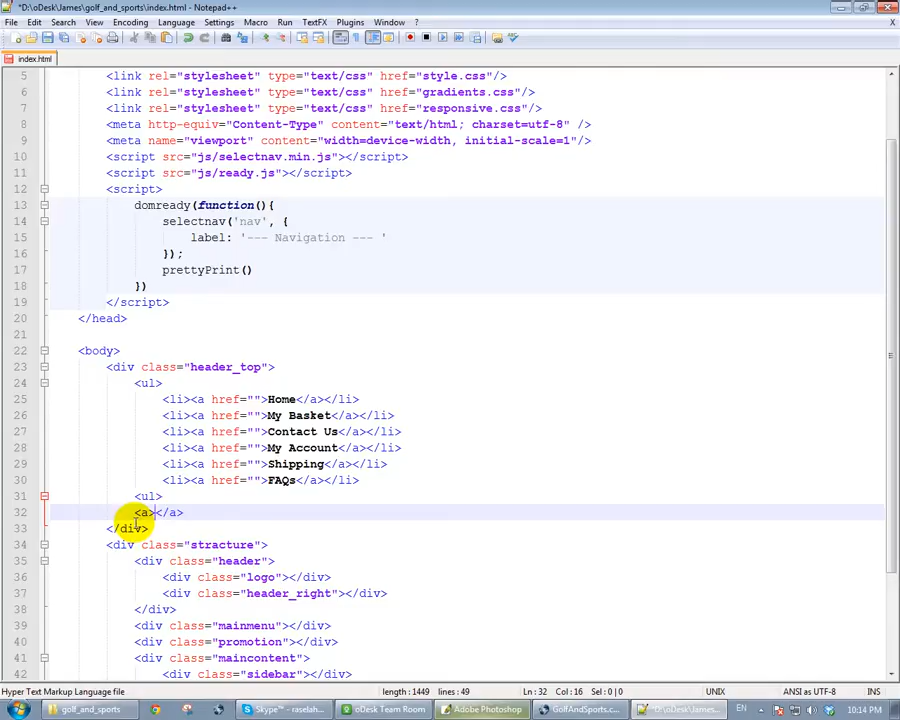 *D:\oDesk\James\golf_and_sports\index.html - Notepad++
File Edit Search View Encoding Language Settings Macro Run TextFX Plugins Window ?
X
index.html
5 <link rel="stylesheet" type="text/css" href="style.css"/>
6 <link rel="stylesheet" type="text/css" href="gradients.css"/>
7 <link rel="stylesheet" type="text/css" href="responsive.css"/>
8 <meta http-equiv="Content-Type" content="text/html; charset=utf-8" />
9 <meta name="viewport" content="width=device-width, initial-scale=1"/>
10 <script src="js/selectnav.min.js"></script>
11 <script src="js/ready.js"></script>
12 <script>
13 domready(function(){
14 selectnav('nav', {
15 label: '--- Navigation --- '
16 });
17 prettyPrint()
18 })
19 </script>
20 </head>
21
22 <body>
23 <div class="header_top">
24 <ul>
25 <li><a href="">Home</a></li>
26 <li><a href="">My Basket</a></li>
27 <li><a href="">Contact Us</a></li>
28 <li><a href="">My Account</a></li>
29 <li><a href="">Shipping</a></li>
30 <li><a href="">FAQs</a></li>
31 <ul>
32 <a></a>
33 </div>
34 <div class="stracture">
35 <div class="header">
36 <div class="logo"></div>
37 <div class="header_right"></div>
38 </div>
39 <div class="mainmenu"></div>
40 <div class="promotion"></div>
41 <div class="maincontent">
42 <div class="sidebar"></div>
Hyper Text Markup Language file length : 1449 lines : 49 Ln : 32 Col : 16 Sel : 0 | 0 UNIX ANSI as UTF-8 INS
golf_and_sports Skype™ - raselah... oDesk Team Room Adobe Photoshop GolfAndSports.c... *D:\oDesk\James... EN 10:14 PM